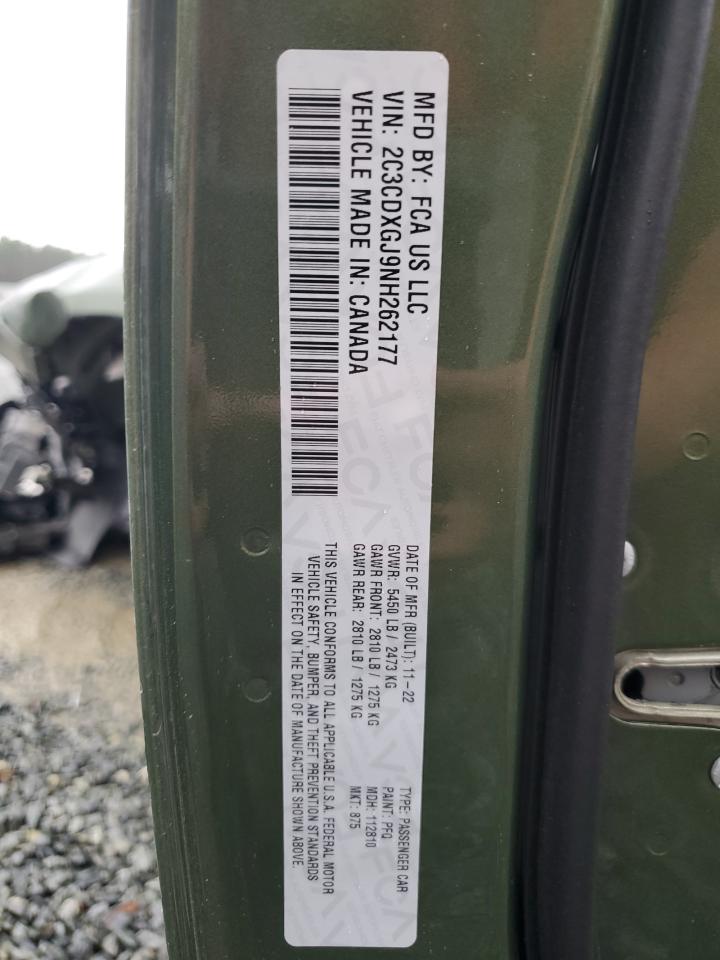 MFD BY: FCA US LLC
VIN: 2C3CDXGJ9NH262177
VEHICLE MADE IN: CANADA
DATE OF MFR (BUILT): 11-22
GVWR: 5450 LB / 2473 KG
GAWR FRONT: 2810 LB / 1275 KG
GAWR REAR: 2810 LB / 1275 KG
TYPE: PASSENGER CAR
PAINT: PFQ
MDH: 112810
MKT: 875
THIS VEHICLE CONFORMS TO ALL APPLICABLE U.S.A. FEDERAL MOTOR
VEHICLE SAFETY, BUMPER, AND THEFT PREVENTION STANDARDS
IN EFFECT ON THE DATE OF MANUFACTURE SHOWN ABOVE.